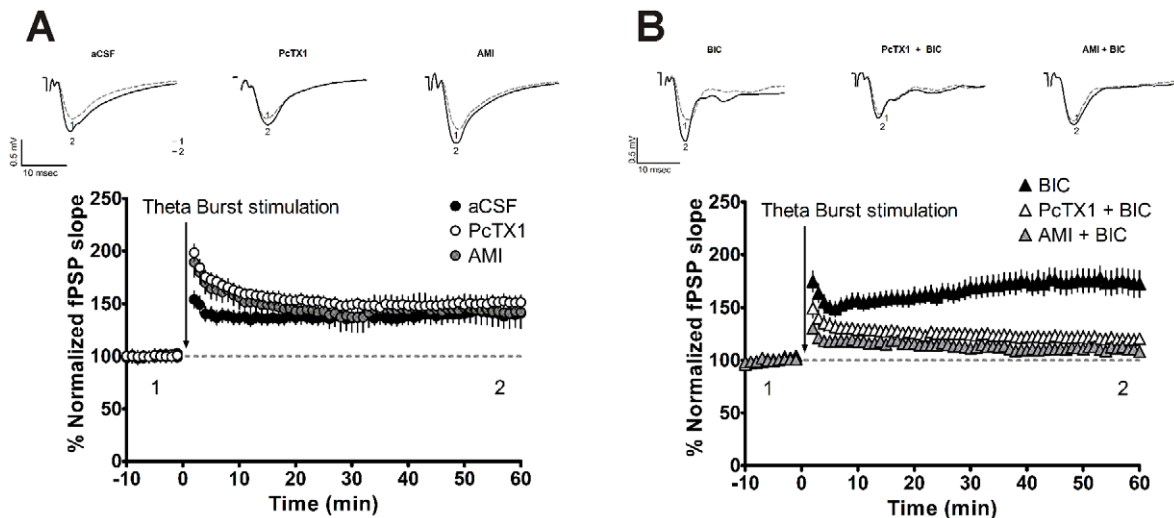 A
aCSF
PcTX1
AMI
1
2
1
2
1
2
0.5 mV
10 msec
--1
–2
% Normalized fPSP slope
250
200
150
100
50
0
Theta Burst stimulation
aCSF
PcTX1
AMI
1
2
-10
0
10
20
30
40
50
60
Time (min)
B
BIC
PcTX1 + BIC
AMI + BIC
1
2
1
2
1
2
0.5 mV
10 msec
% Normalized fPSP slope
250
200
150
100
50
0
Theta Burst stimulation
BIC
PcTX1 + BIC
AMI + BIC
1
2
-10
0
10
20
30
40
50
60
Time (min)